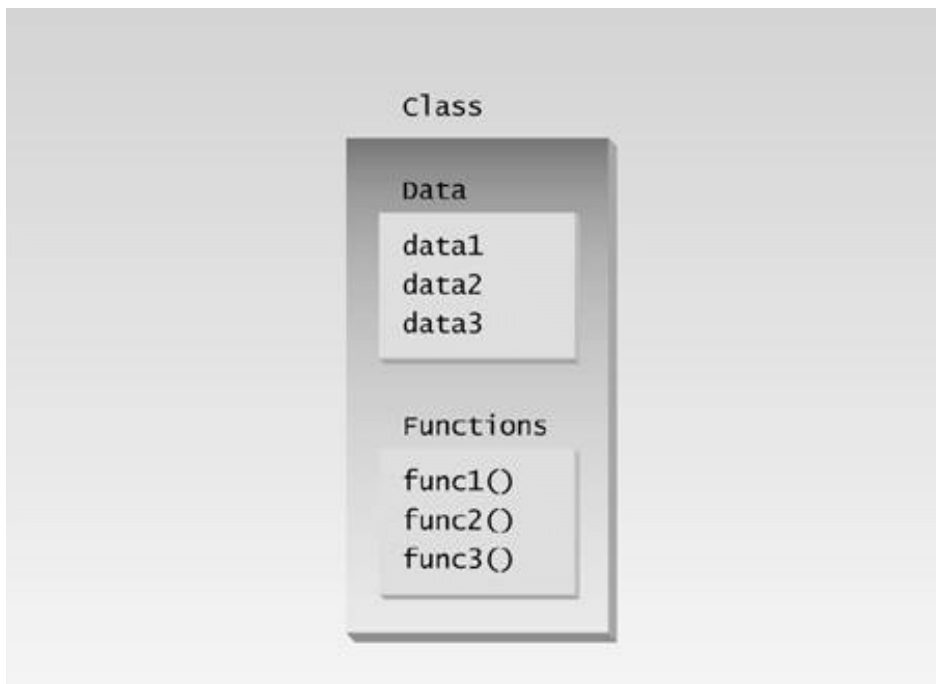 Class
Data
data1
data2
data3
Functions
func1()
func2()
func3()